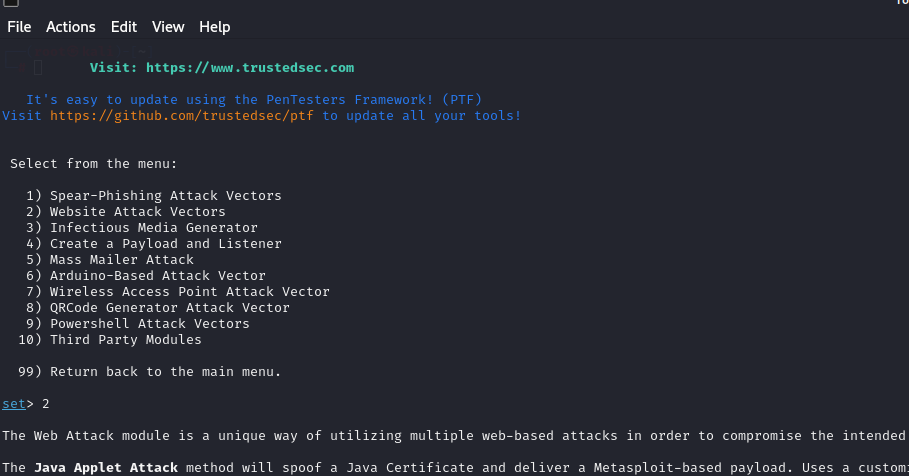 File Actions Edit View Help
Visit: https://www.trustedsec.com
It's easy to update using the PenTesters Framework! (PTF)
Visit https://github.com/trustedsec/ptf to update all your tools!
Select from the menu:
1) Spear-Phishing Attack Vectors
2) Website Attack Vectors
3) Infectious Media Generator
4) Create a Payload and Listener
5) Mass Mailer Attack
6) Arduino-Based Attack Vector
7) Wireless Access Point Attack Vector
8) QRCode Generator Attack Vector
9) Powershell Attack Vectors
10) Third Party Modules
99) Return back to the main menu.
set> 2
The Web Attack module is a unique way of utilizing multiple web-based attacks in order to compromise the intended
The Java Applet Attack method will spoof a Java Certificate and deliver a Metasploit-based payload. Uses a customi